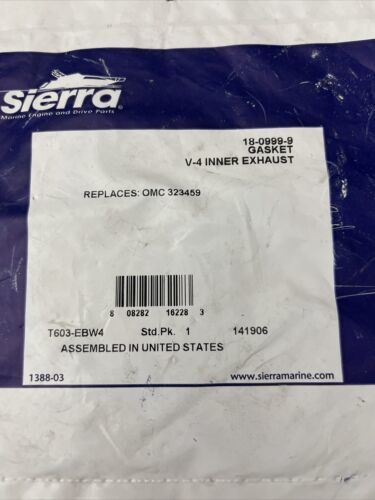 Sierra®
Marine Engine and Drive Parts
18-0999-9
GASKET
V-4 INNER EXHAUST
REPLACES: OMC 323459
8 08282 16228 3
T603-EBW4 Std.Pk. 1 141906
ASSEMBLED IN UNITED STATES
1388-03 www.sierramarine.com